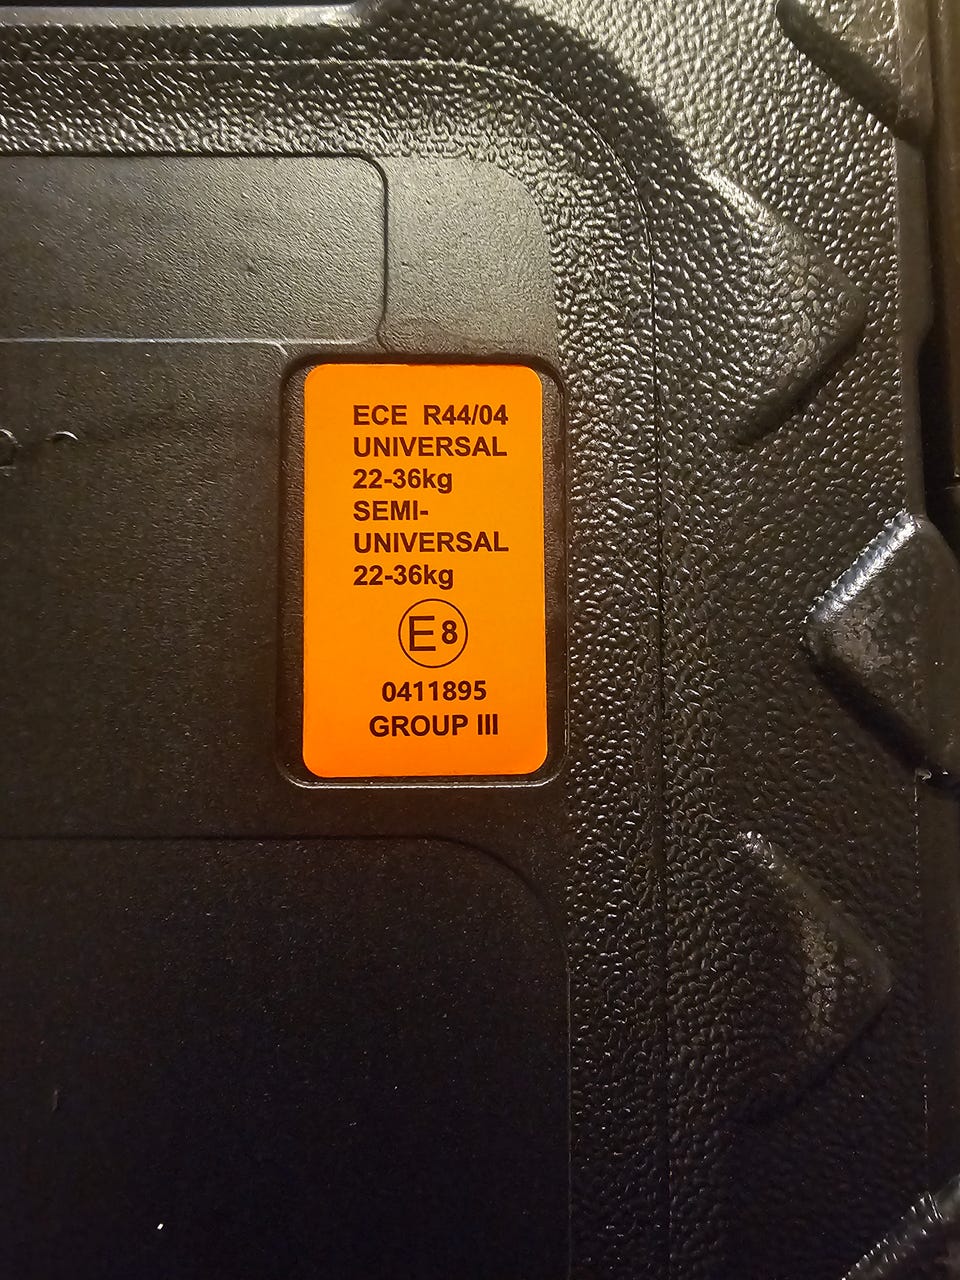 ECE R44/04
UNIVERSAL
22-36kg
SEMI-
UNIVERSAL
22-36kg
E8
0411895
GROUP III